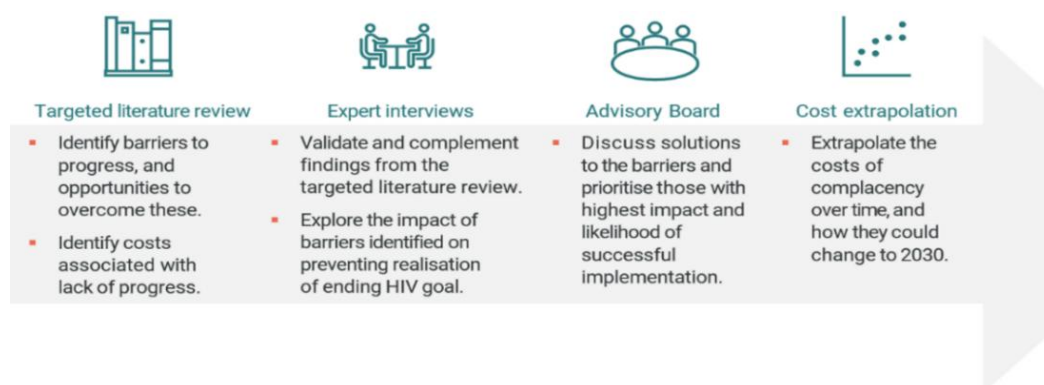 Targeted literature review
Identify barriers to
progress, and
opportunities to
overcome these.
Identify costs
associated with
lack of progress.
Expert interviews
Validate and complement
findings from the
targeted literature review.
Explore the impact of
barriers identified on
preventing realisation
of ending HIV goal.
Advisory Board
Discuss solutions
to the barriers and
prioritise those with
highest impact and
likelihood of
successful
implementation.
Cost extrapolation
Extrapolate the
costs of
complacency
over time, and
how they could
change to 2030.